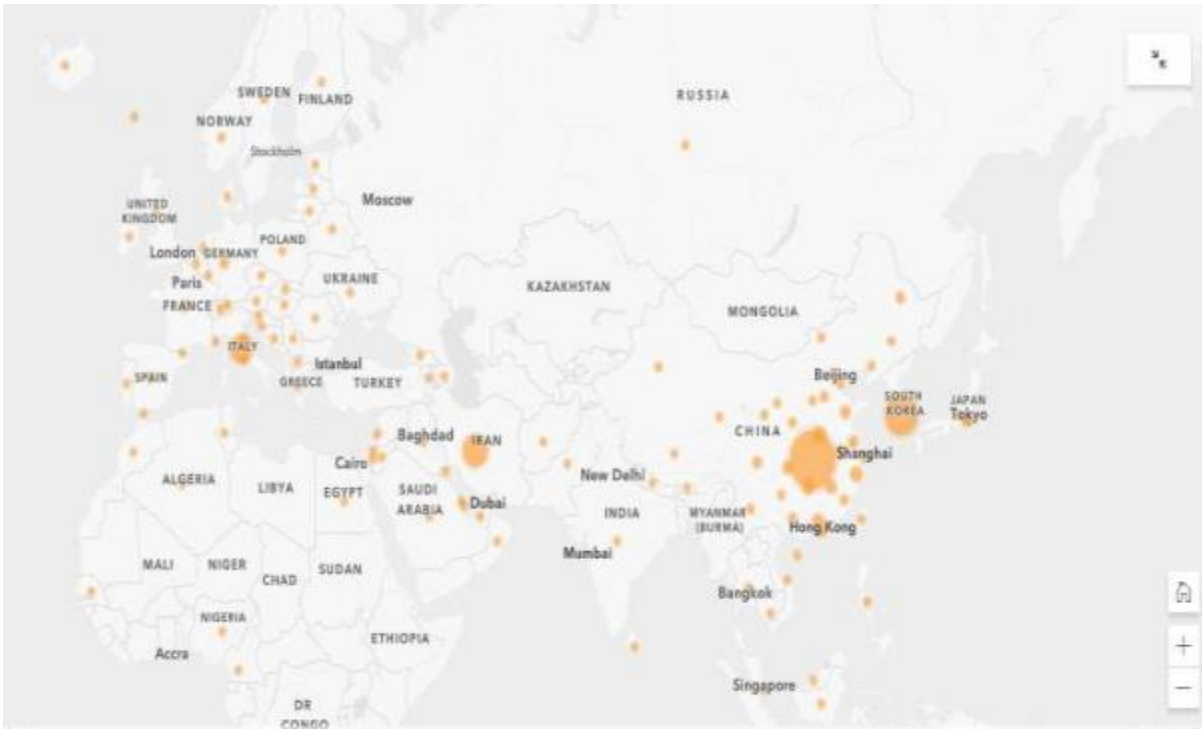 SWEDEN
FINLAND
RUSSIA
NORWAY
Stockholm
Moscow
UNITED
KINGDOM
POLAND
London
GERMANY
Paris
UKRAINE
KAZAKHSTAN
FRANCE
MONGOLIA
ITALY
Istanbul
Beijing
SPAIN
GREECE
TURKEY
SOUTH
KOREA
JAPAN
Tokyo
CHINA
Baghdad
IRAN
Shanghai
Cairo
ALGERIA
LIBYA
EGYPT
SAUDI
ARABIA
Dubai
New Delhi
INDIA
MYANMAR
(BURMA)
Hong Kong
Mumbai
MALI
NIGER
CHAD
SUDAN
Bangkok
NIGERIA
Accra
ETHIOPIA
Singapore
DR
CONGO